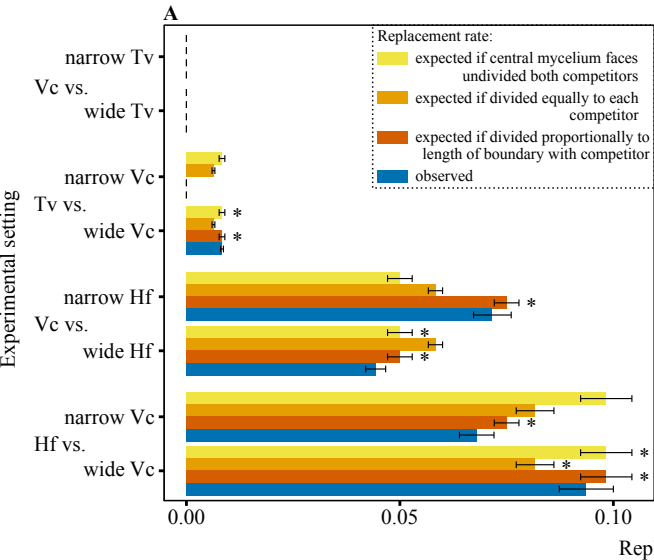 A
Replacement rate:
expected if central mycelium faces
undivided both competitors
expected if divided equally to each
competitor
expected if divided proportionally to
length of boundary with competitor
observed
Experimental setting
narrow Tv
Vc vs.
wide Tv
narrow Vc
Tv vs.
*
wide Vc
*
narrow Hf
*
Vc vs.
*
wide Hf
*
narrow Vc
*
Hf vs.
*
wide Vc
*
*
0.00
0.05
0.10
Rep